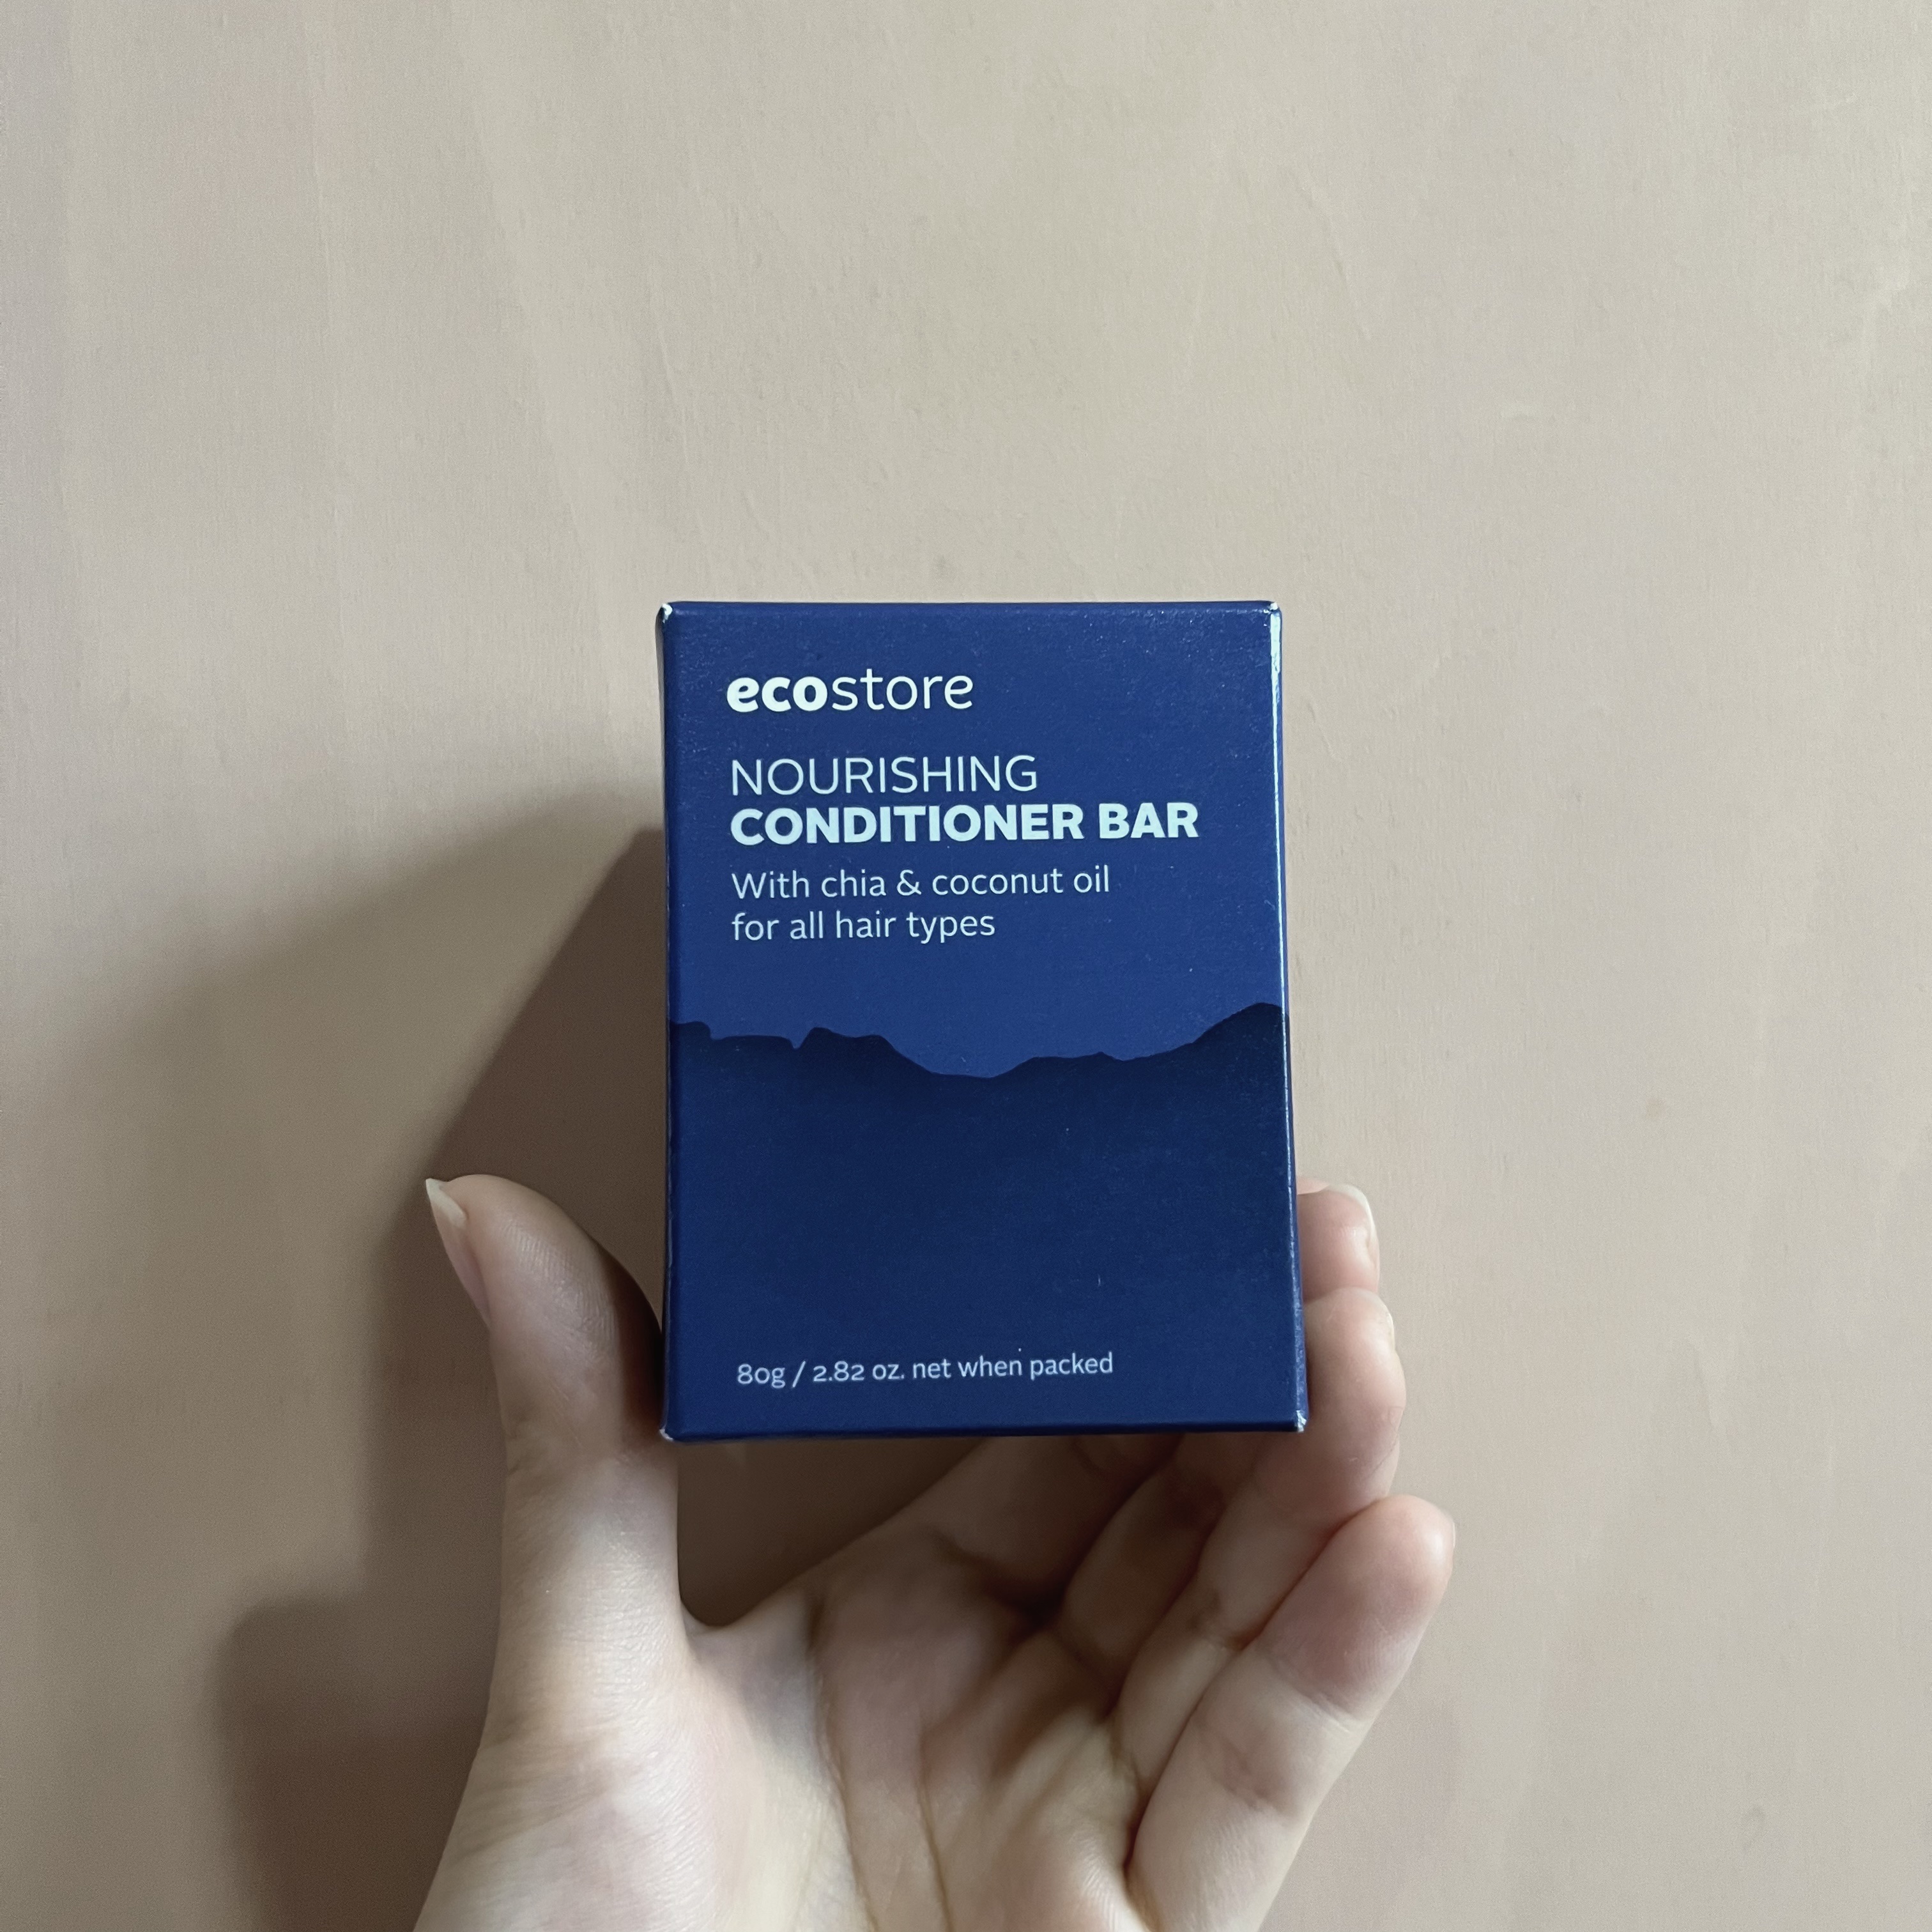 ecostore
NOURISHING
CONDITIONER BAR
With chia & coconut oil
for all hair types
80g / 2.82 oz. net when packed